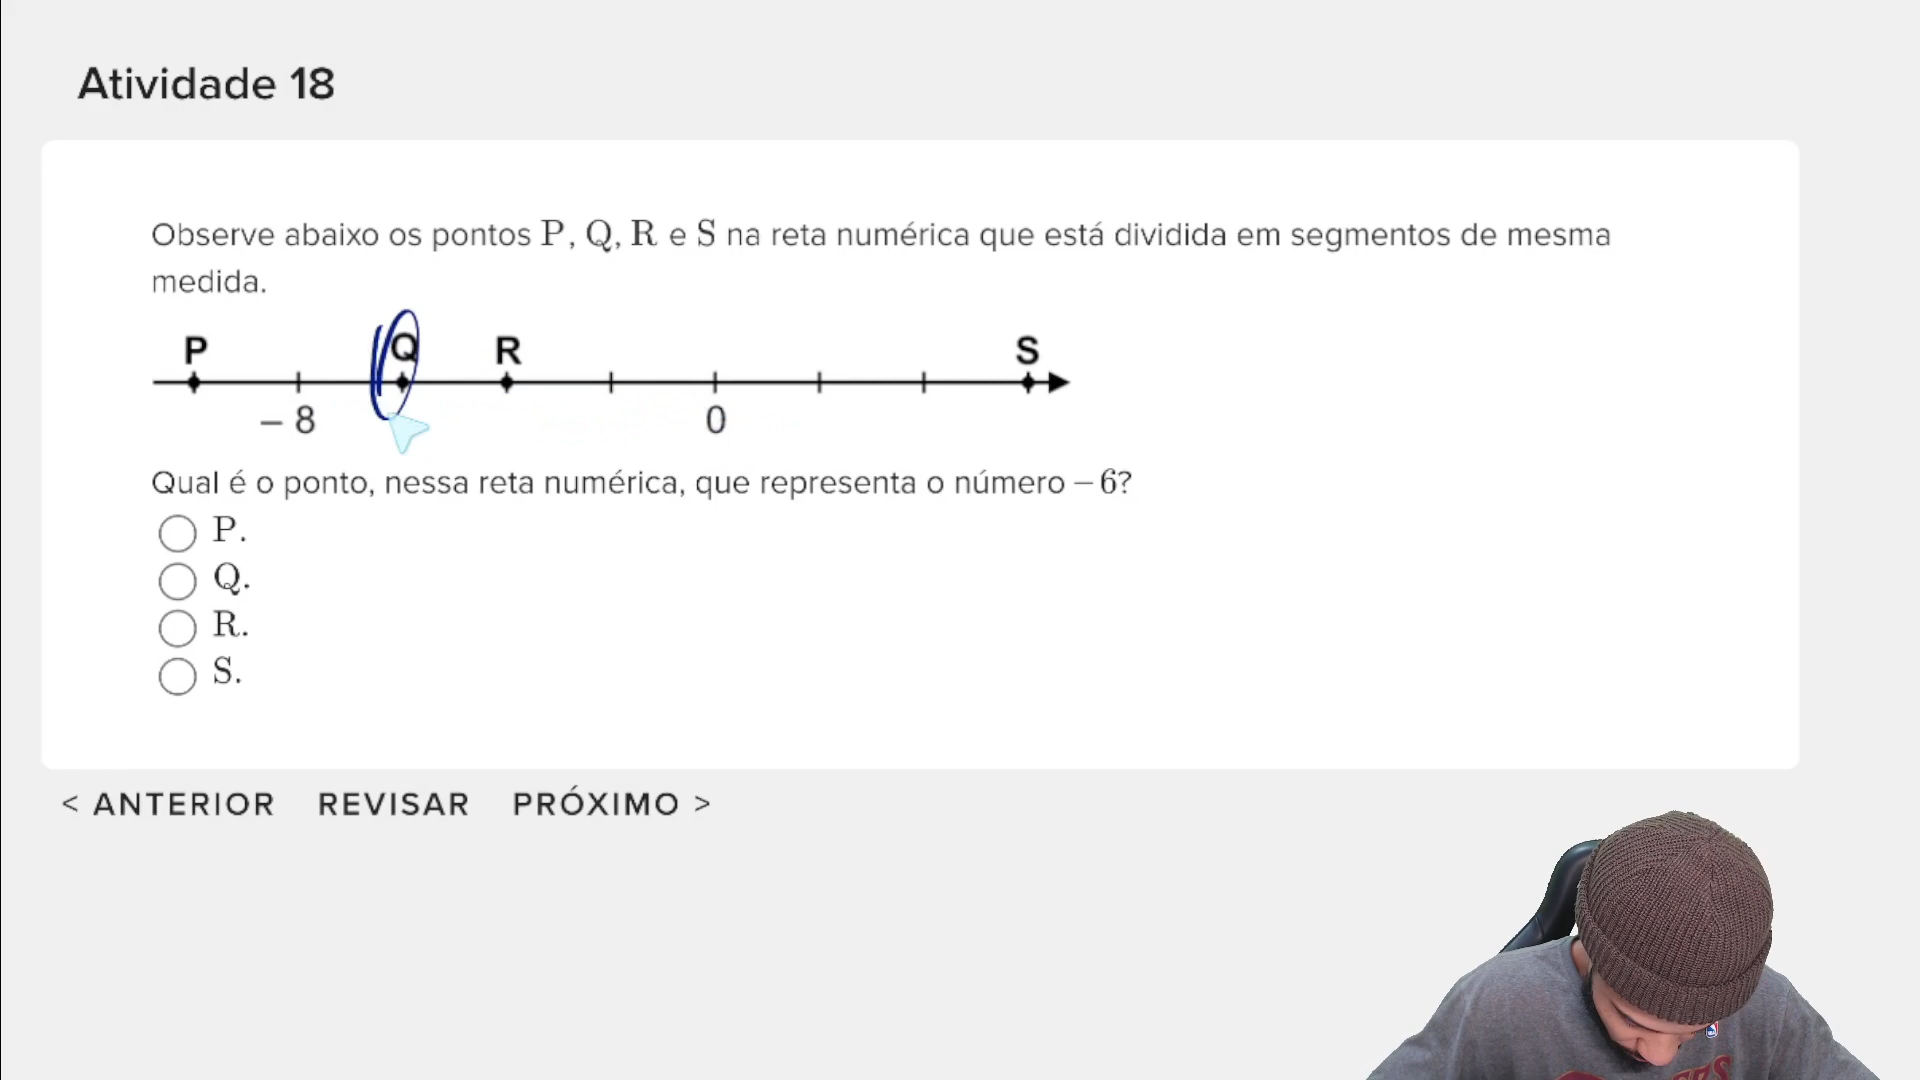 Atividade 18
Observe abaixo os pontos P, Q, R e S na reta numérica que está dividida em segmentos de mesma
medida.
P Q R S
– 8 0
Qual é o ponto, nessa reta numérica, que representa o número – 6?
P.
Q.
R.
S.
< ANTERIOR REVISAR PRÓXIMO >